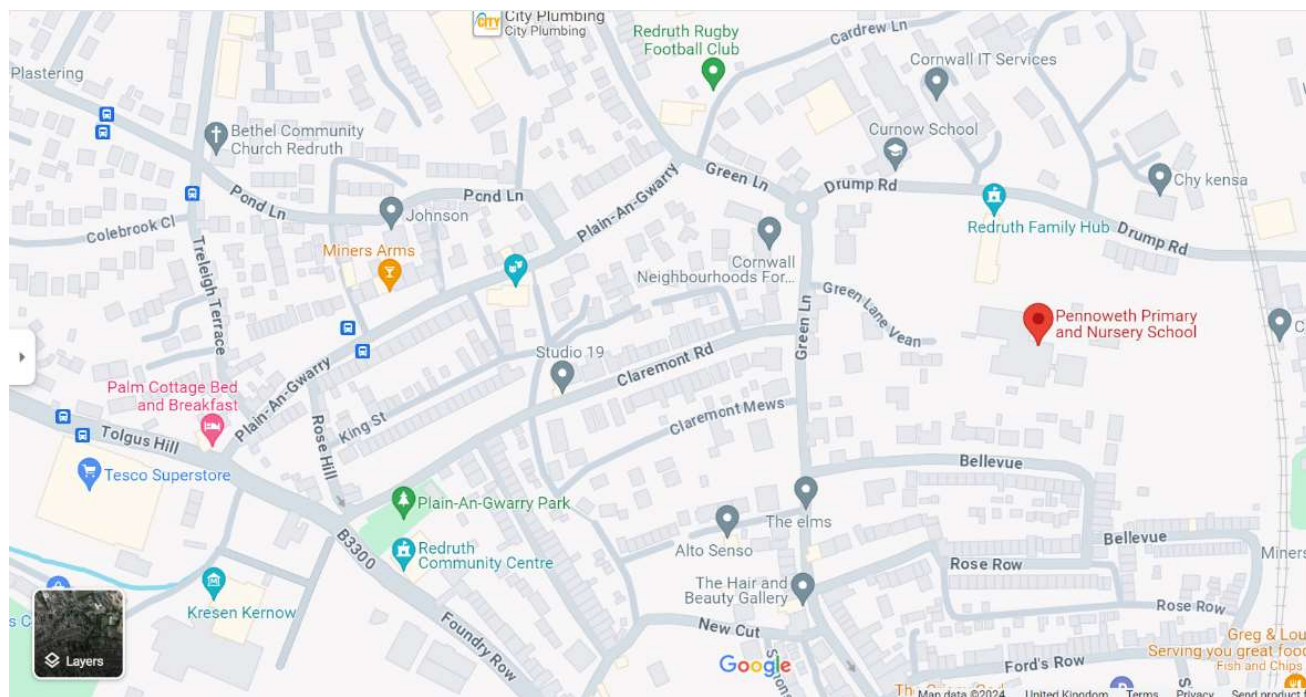 CITY
City Plumbing
City Plumbing
Redruth Rugby
Football Club
Cardrew Ln
Cornwall IT Services
Plastering
Bethel Community
Church Redruth
Curnow School
Green Ln
Drump Rd
Chy kensa
Pond Ln
Pond Ln
Johnson
Plain-An-Gwarry
Redruth Family Hub
Drump Rd
Colebrook Cl
Treleigh Terrace
Miners Arms
Cornwall
Neighbourhoods For...
Green Lane Vean
Green Ln
Pennoweth Primary
and Nursery School
Studio 19
Claremont Rd
Palm Cottage Bed
and Breakfast
Plain-An-Gwarry
Rose Hill
King St
Claremont Mews
Tolgus Hill
Tesco Superstore
Bellevue
Plain-An-Gwarry Park
The elms
B3300
Alto Senso
Bellevue
Redruth
Community Centre
Rose Row
Miners
The Hair and
Beauty Gallery
Kresen Kernow
Rose Row
New Cut
Foundry Row
Greg & Lou
Serving you great food
Fish and Chips
Layers
Google
Ford's Row
Map data ©2024
United Kingdom
Terms
Privacy
Send product f